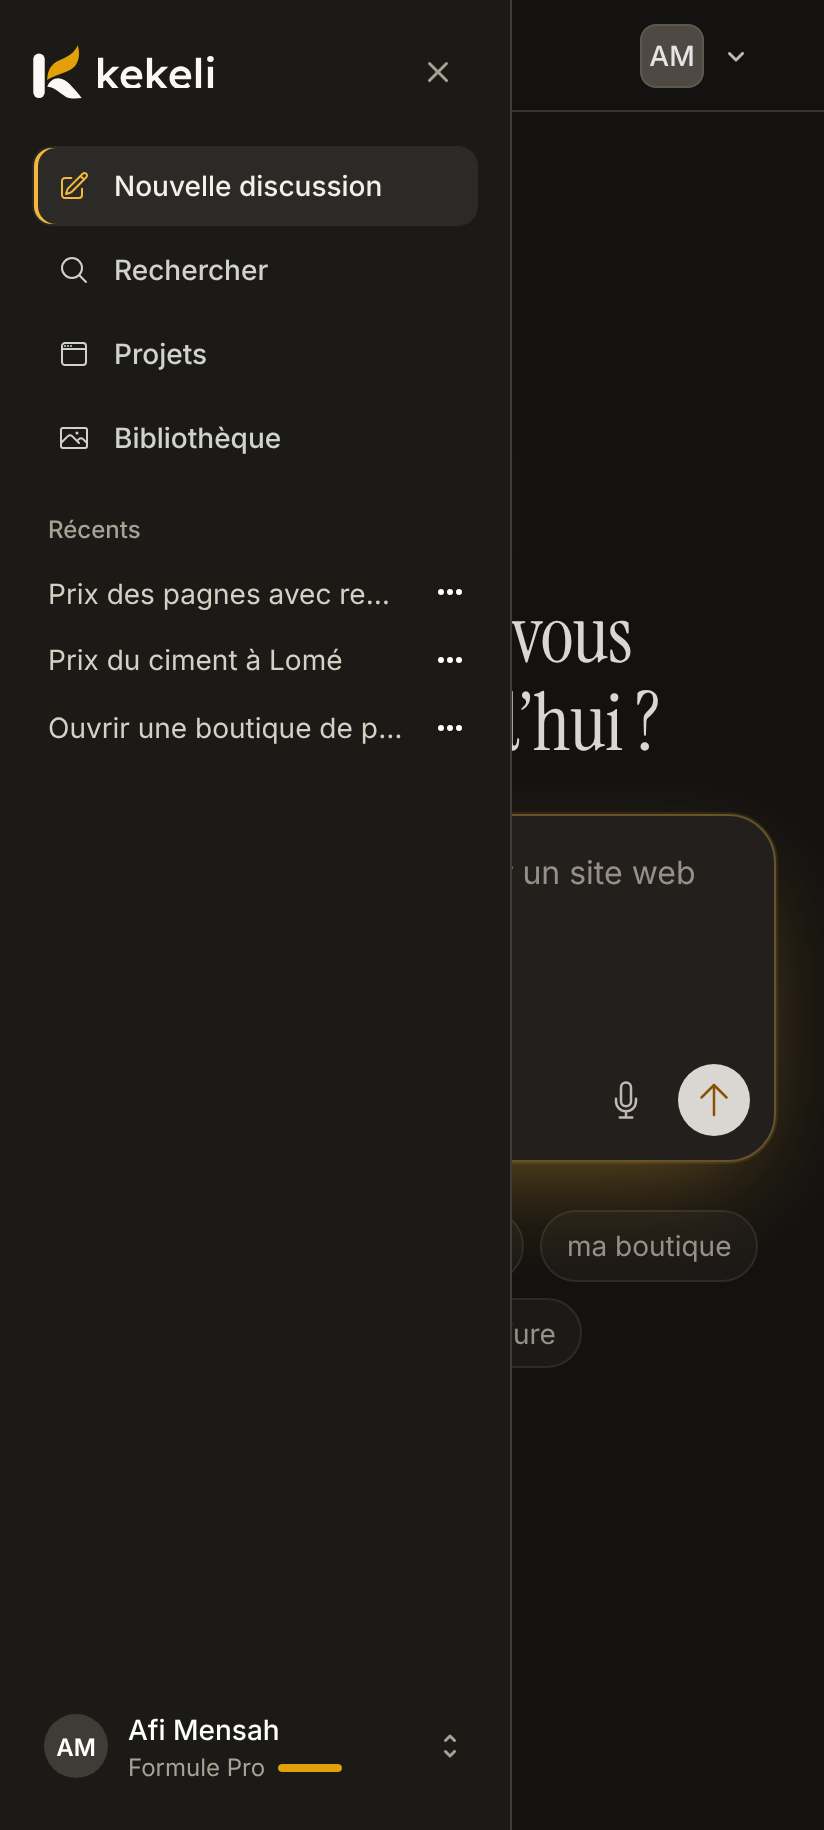 kekeli
AM
Nouvelle discussion
Rechercher
Projets
Bibliothèque
Récents
Prix des pagnes avec re...
Prix du ciment à Lomé
Ouvrir une boutique de p...
vous
’hui ?
un site web
ma boutique
ure
AM
Afi Mensah
Formule Pro